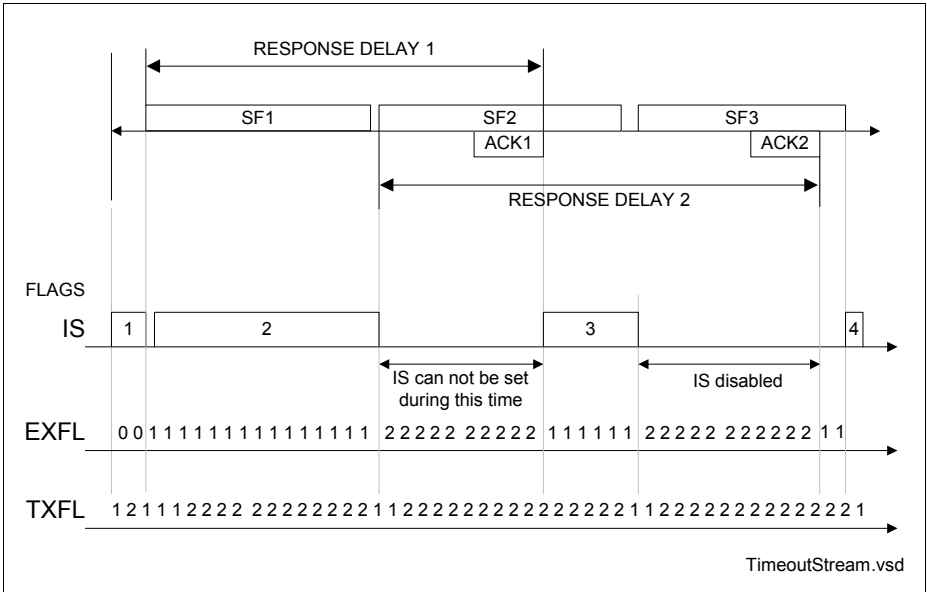 RESPONSE DELAY 1
SF1 SF2 SF3
ACK1 ACK2
RESPONSE DELAY 2
FLAGS
IS 1 2 3 4
IS can not be set
during this time
IS disabled
EXFL 0 0 1 1 1 1 1 1 1 1 1 1 1 1 1 1 1 2 2 2 2 2 2 2 2 2 2 1 1 1 1 1 1 2 2 2 2 2 2 2 2 2 2 2 1 1
TXFL 1 2 1 1 1 2 2 2 2 2 2 2 2 2 2 2 2 1 1 2 2 2 2 2 2 2 2 2 2 2 2 2 2 1 1 2 2 2 2 2 2 2 2 2 2 2 2 2 2 1
TimeoutStream.vsd